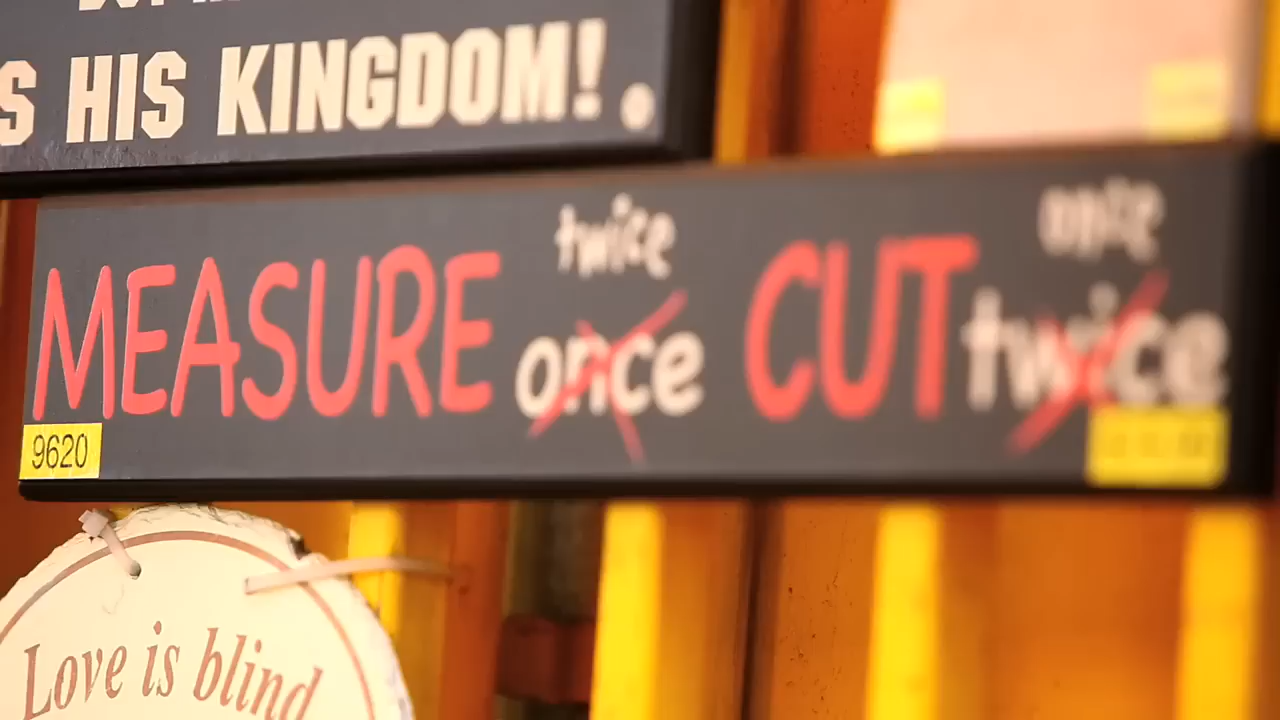 S HIS KINGDOM!
twice once
MEASURE once CUT twice
9620
Love is blind